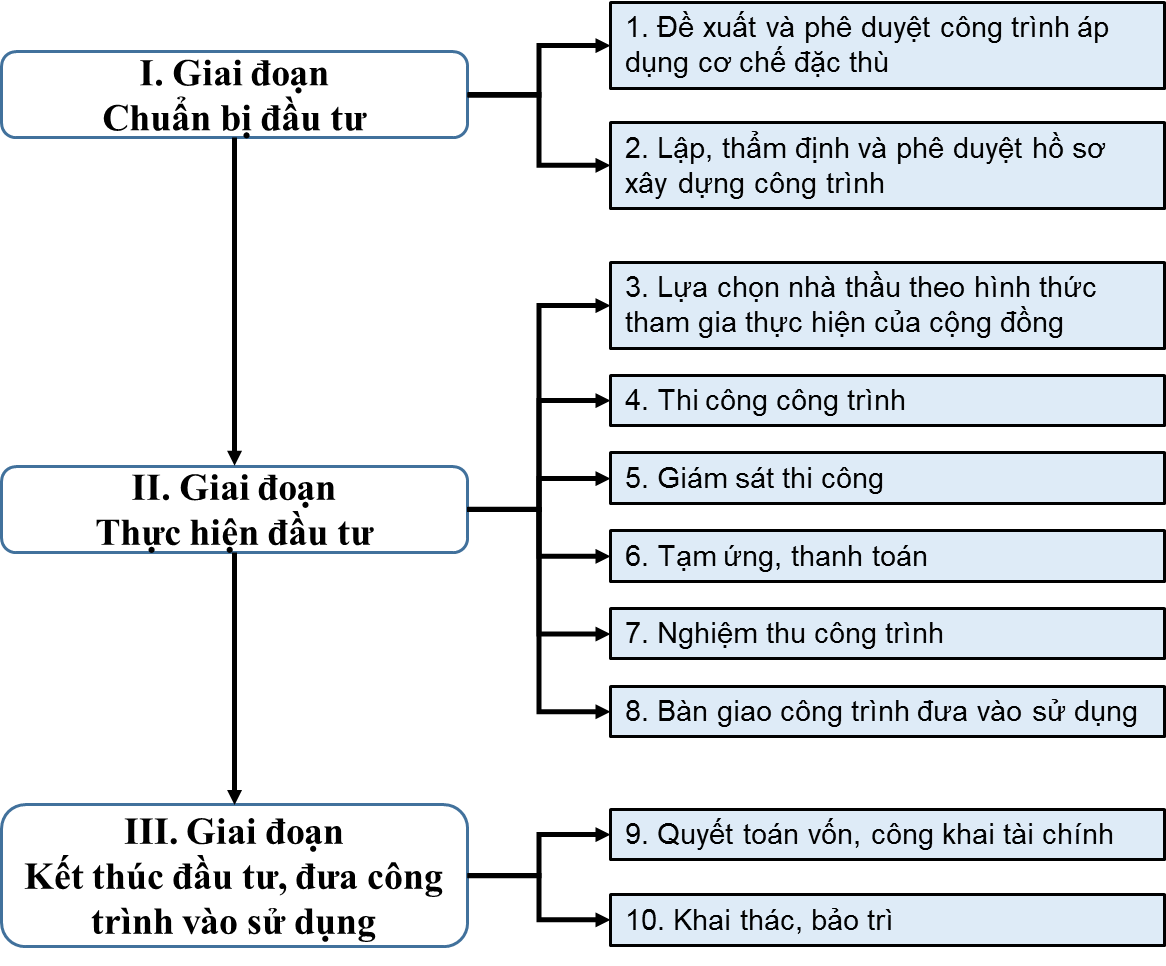 I. Giai đoạn
Chuẩn bị đầu tư
1. Đề xuất và phê duyệt công trình áp
dụng cơ chế đặc thù
2. Lập, thẩm định và phê duyệt hồ sơ
xây dựng công trình
II. Giai đoạn
Thực hiện đầu tư
3. Lựa chọn nhà thầu theo hình thức
tham gia thực hiện của cộng đồng
4. Thi công công trình
5. Giám sát thi công
6. Tạm ứng, thanh toán
7. Nghiệm thu công trình
8. Bàn giao công trình đưa vào sử dụng
III. Giai đoạn
Kết thúc đầu tư, đưa công
trình vào sử dụng
9. Quyết toán vốn, công khai tài chính
10. Khai thác, bảo trì